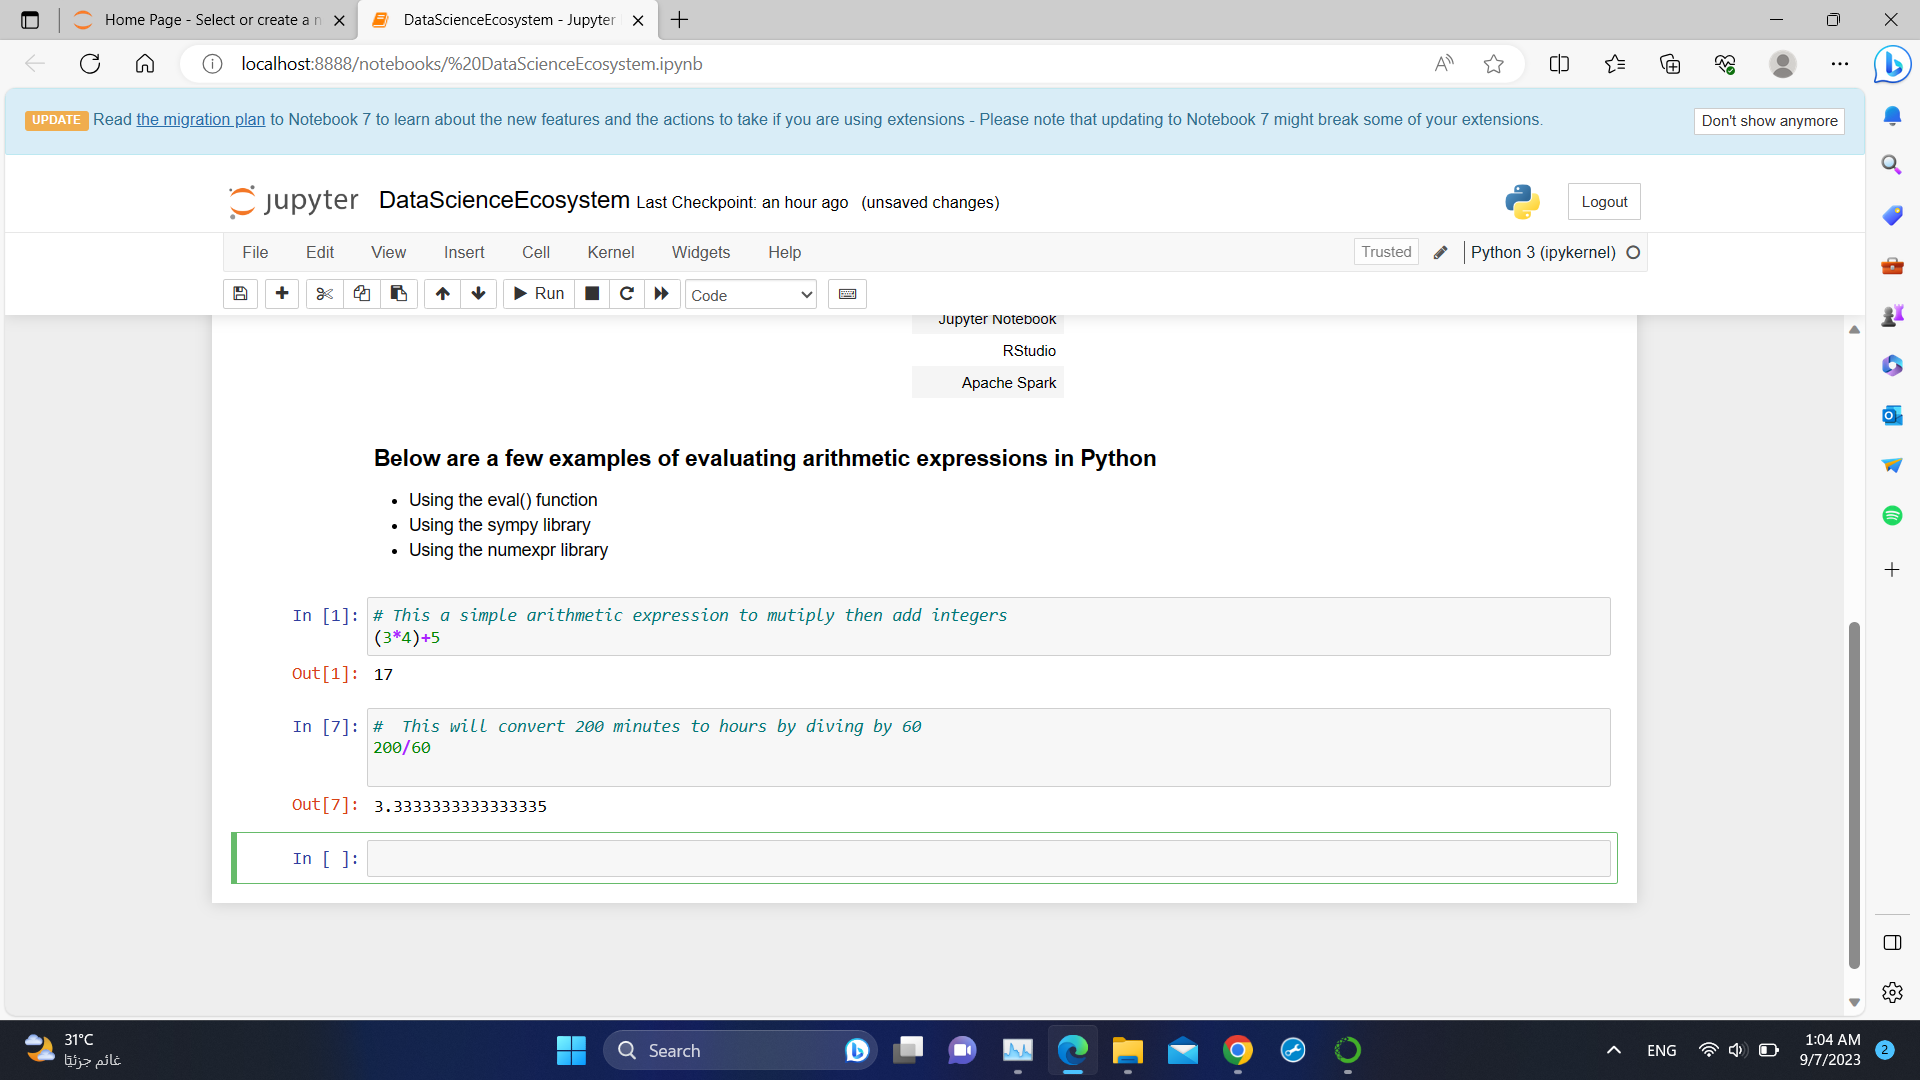 Home Page - Select or create a n
DataScienceEcosystem - Jupyter
localhost:8888/notebooks/%20DataScienceEcosystem.ipynb
UPDATE Read the migration plan to Notebook 7 to learn about the new features and the actions to take if you are using extensions - Please note that updating to Notebook 7 might break some of your extensions.
Don't show anymore
jupyter DataScienceEcosystem Last Checkpoint: an hour ago (unsaved changes)
Logout
File Edit View Insert Cell Kernel Widgets Help
Trusted Python 3 (ipykernel)
Run Code
Jupyter Notebook
RStudio
Apache Spark
Below are a few examples of evaluating arithmetic expressions in Python
• Using the eval() function
• Using the sympy library
• Using the numexpr library
In [1]: # This a simple arithmetic expression to mutiply then add integers
(3*4)+5
Out[1]: 17
In [7]: #  This will convert 200 minutes to hours by diving by 60
200/60
Out[7]: 3.3333333333333335
In [ ]:
31°C
غائم جزئيًا
Search
ENG
1:04 AM
9/7/2023
2